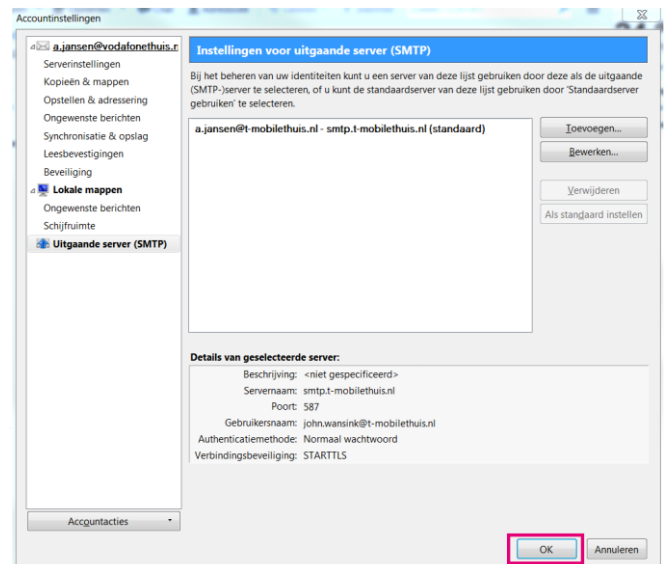 Accountinstellingen
a.jansen@vodafonethuis.r
Serverinstellingen
Kopieën & mappen
Opstellen & adressering
Ongewenste berichten
Synchronisatie & opslag
Leesbevestigingen
Beveiliging
Lokale mappen
Ongewenste berichten
Schijfruimte
Uitgaande server (SMTP)
Accountacties
Instellingen voor uitgaande server (SMTP)
Bij het beheren van uw identiteiten kunt u een server van deze lijst gebruiken door deze als de uitgaande
(SMTP-)server te selecteren, of u kunt de standaardserver van deze lijst gebruiken door 'Standaardserver
gebruiken' te selecteren.
a.jansen@t-mobilethuis.nl - smtp.t-mobilethuis.nl (standaard)
Toevoegen...
Bewerken...
Verwijderen
Als standaard instellen
Details van geselecteerde server:
Beschrijving: <niet gespecificeerd>
Servernaam: smtp.t-mobilethuis.nl
Poort: 587
Gebruikersnaam: john.wansink@t-mobilethuis.nl
Authenticatiemethode: Normaal wachtwoord
Verbindingsbeveiliging: STARTTLS
OK
Annuleren